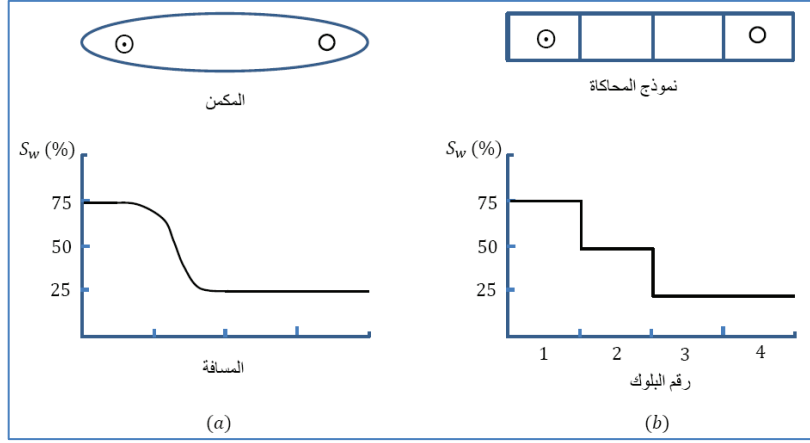 المكمن
نموذج المحاكاة
S_w (%)
75
50
25
المسافة
(a)
S_w (%)
75
50
25
1 2 3 4
رقم البلوك
(b)